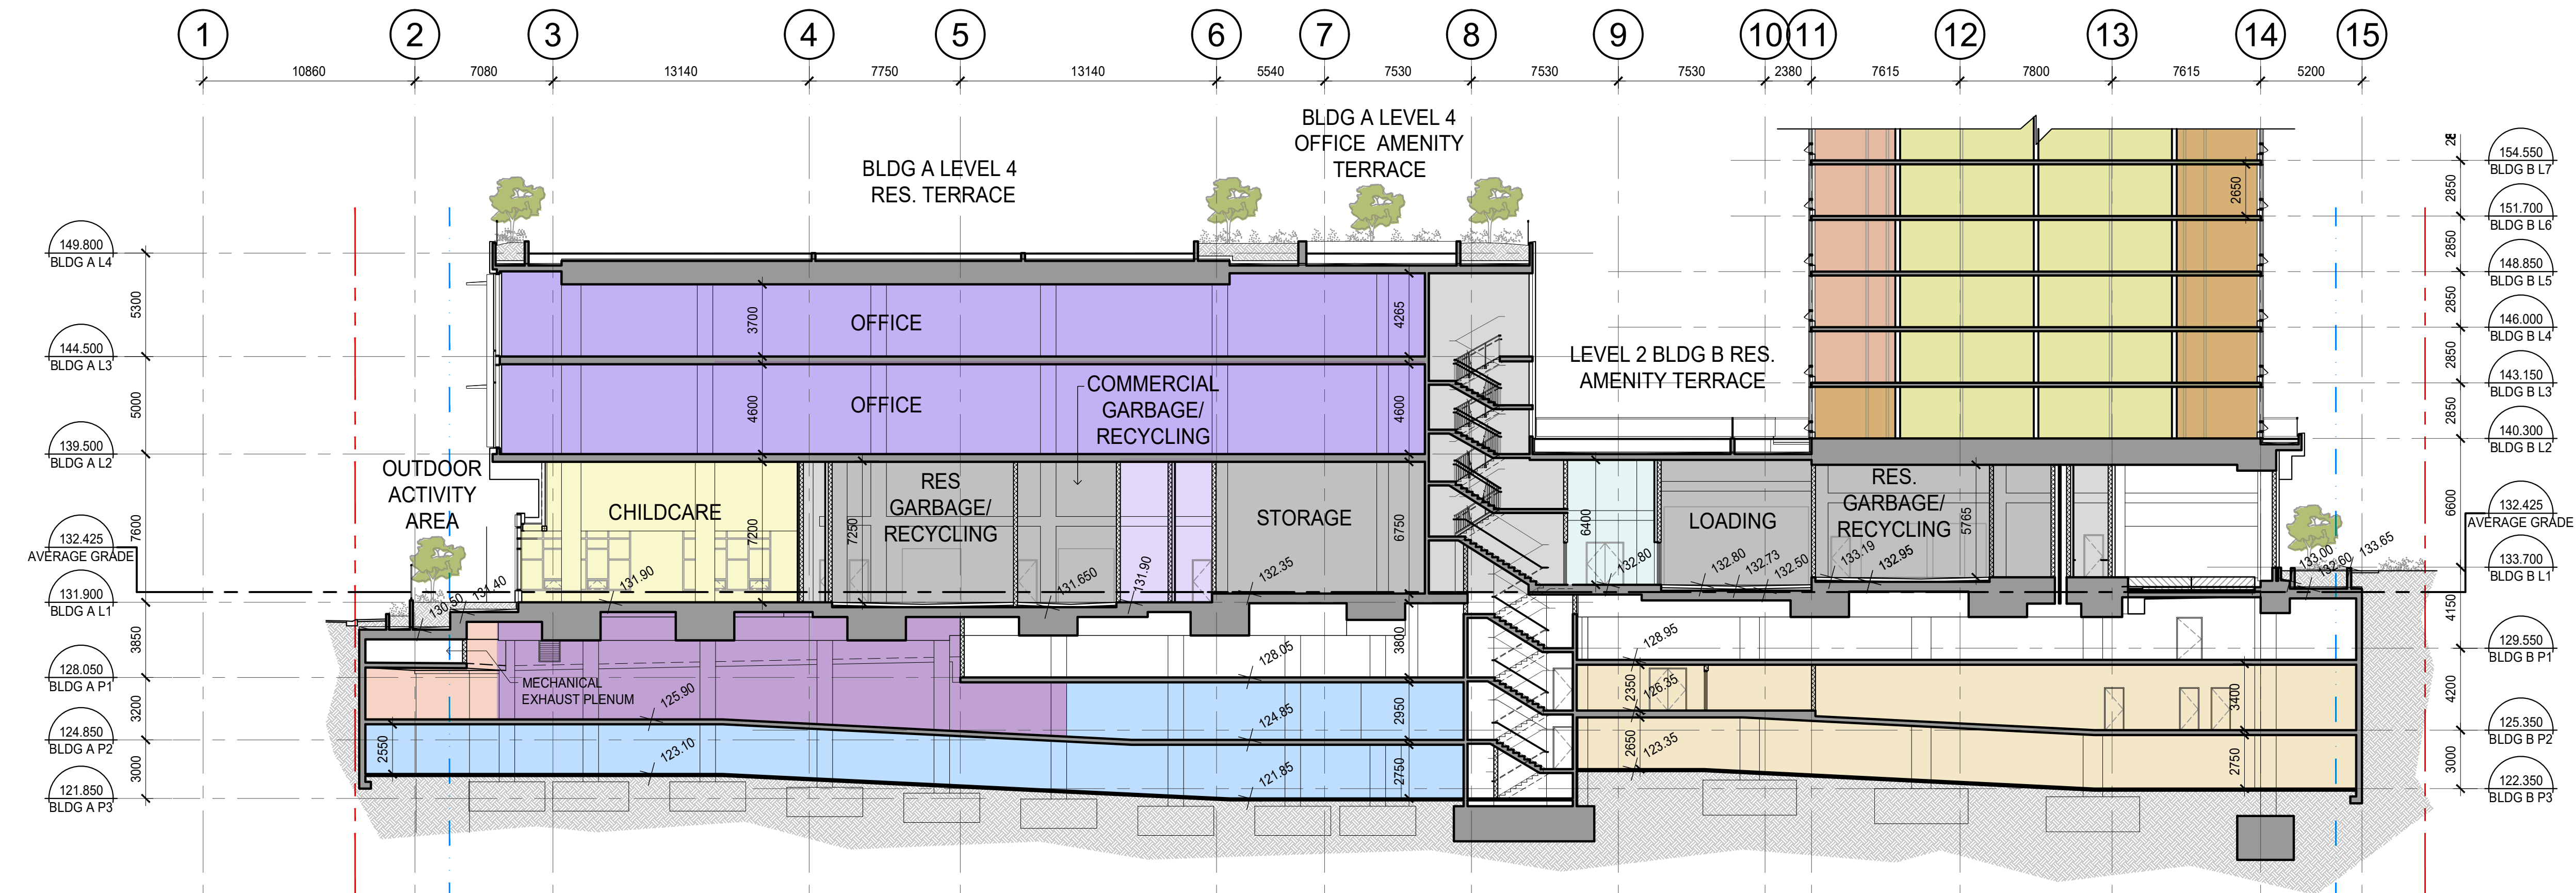 1 2 3 4 5 6 7 8 9 10 11 12 13 14 15
10860 7080 13140 7750 13140 5540 7530 7530 7530 2380 7615 7800 7615 5200
BLDG A LEVEL 4
RES. TERRACE
BLDG A LEVEL 4
OFFICE AMENITY
TERRACE
LEVEL 2 BLDG B RES.
AMENITY TERRACE
149.800
BLDG A L4
5300
144.500
BLDG A L3
5000
139.500
BLDG A L2
7600
132.425
AVERAGE GRADE
131.900
BLDG A L1
3850
128.050
BLDG A P1
3200
124.850
BLDG A P2
3000
121.850
BLDG A P3
OFFICE
3700
4265
OFFICE
4600
4600
COMMERCIAL
GARBAGE/
RECYCLING
OUTDOOR
ACTIVITY
AREA
CHILDCARE
7200
7250
RES
GARBAGE/
RECYCLING
STORAGE
6750
6400
LOADING
RES.
GARBAGE/
RECYCLING
5765
130.50
131.40
131.90
131.650
131.90
132.35
132.80
132.80
132.73
132.50
133.19
132.95
133.00
132.60
133.65
MECHANICAL
EXHAUST PLENUM
128.05
3800
128.95
125.90
124.85
2950
2350
126.35
3400
2550
123.10
121.85
2750
2650
123.35
2750
28
154.550
BLDG B L7
2650
2850
151.700
BLDG B L6
2850
148.850
BLDG B L5
2850
146.000
BLDG B L4
2850
143.150
BLDG B L3
2850
140.300
BLDG B L2
6600
132.425
AVERAGE GRADE
133.700
BLDG B L1
4150
129.550
BLDG B P1
4200
125.350
BLDG B P2
3000
122.350
BLDG B P3